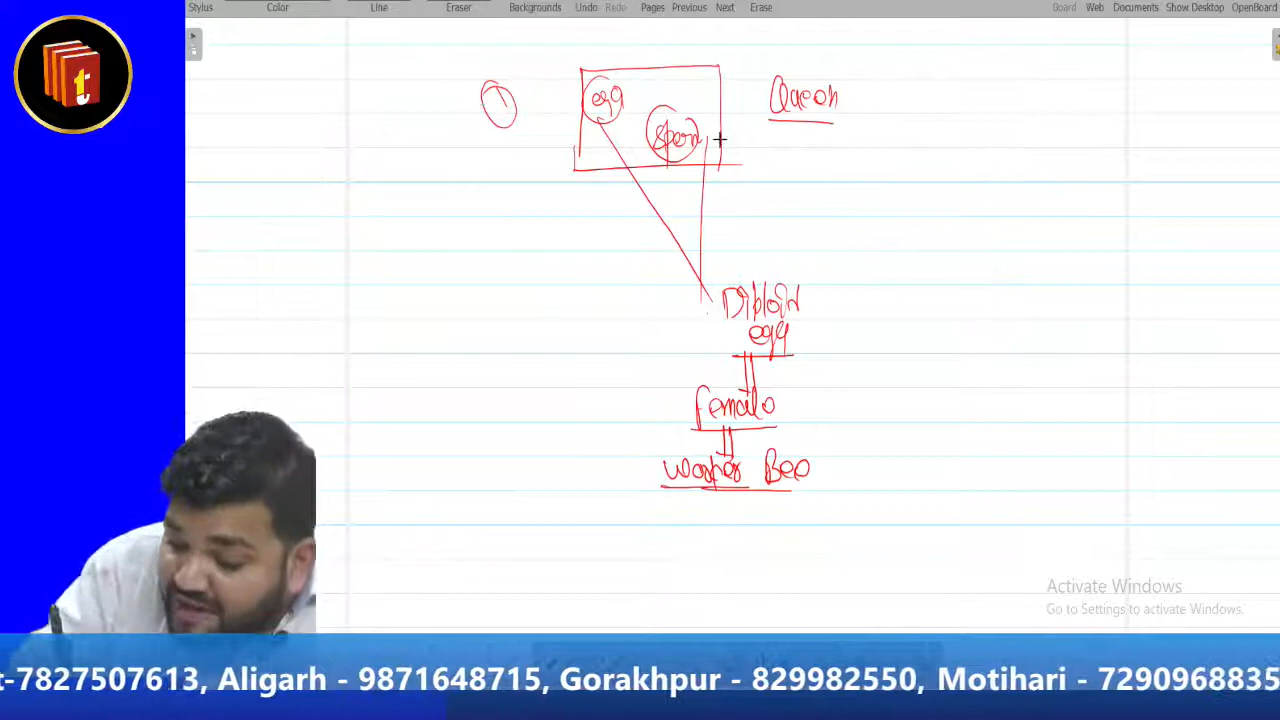 Stylus Color Line Eraser Backgrounds Undo Redo Pages Previous Next Erase Board Web Documents Show Desktop OpenBoard
t
1
egg
Queen
sperm
Diploid
egg
female
worker Bee
Activate Windows
Go to Settings to activate Windows.
t-7827507613, Aligarh - 9871648715, Gorakhpur - 829982550, Motihari - 7290968835